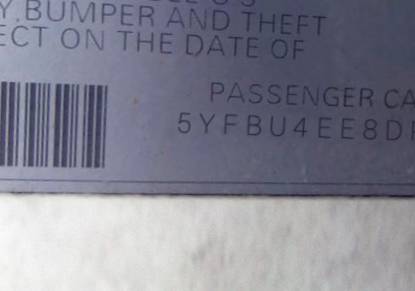 Y,BUMPER AND THEFT
ECT ON THE DATE OF
PASSENGER CA
5YFBU4EE8D